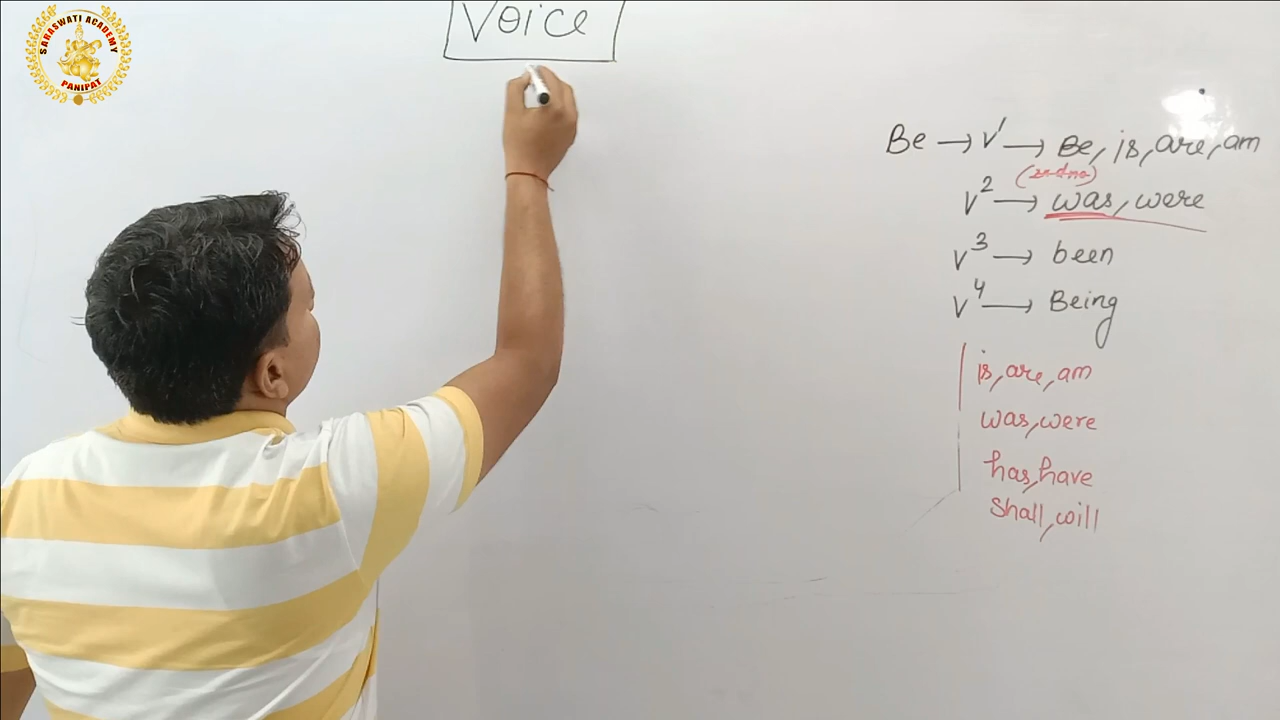 SARASWATI ACADEMY
PANIPAT
Voice
Be → V¹ → Be, is, are, am
V² → was, were
V³ → been
V⁴ → Being
is, are, am
was, were
has, have
Shall, will